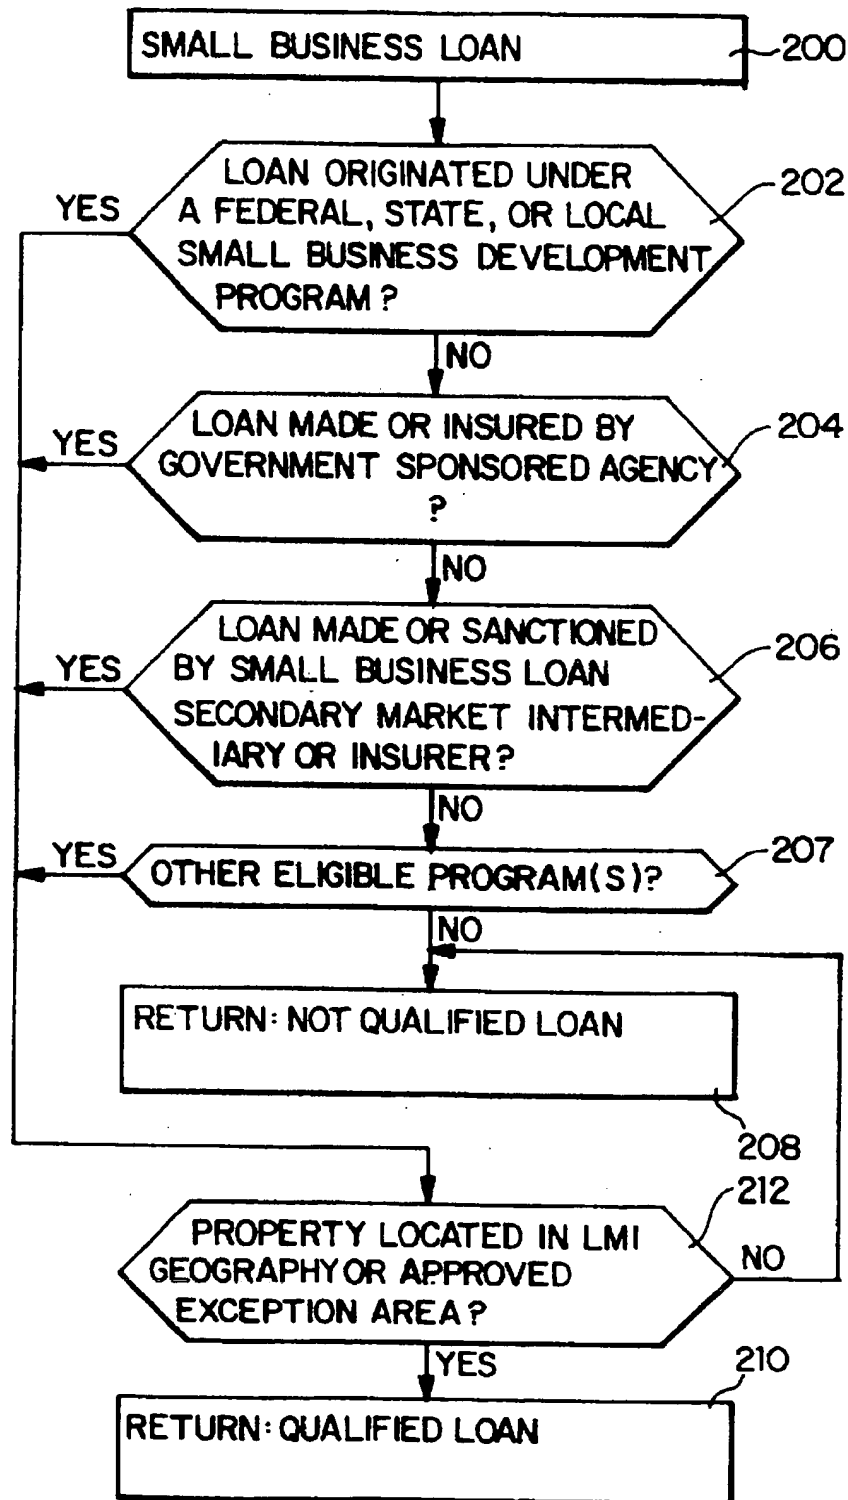 SMALL BUSINESS LOAN
200
LOAN ORIGINATED UNDER
A FEDERAL, STATE, OR LOCAL
SMALL BUSINESS DEVELOPMENT
PROGRAM?
202
YES
NO
LOAN MADE OR INSURED BY
GOVERNMENT SPONSORED AGENCY
?
204
YES
NO
LOAN MADE OR SANCTIONED
BY SMALL BUSINESS LOAN
SECONDARY MARKET INTERMED-
IARY OR INSURER?
206
YES
NO
OTHER ELIGIBLE PROGRAM(S)?
207
YES
NO
RETURN: NOT QUALIFIED LOAN
208
PROPERTY LOCATED IN LMI
GEOGRAPHY OR APPROVED
EXCEPTION AREA?
212
NO
YES
RETURN: QUALIFIED LOAN
210